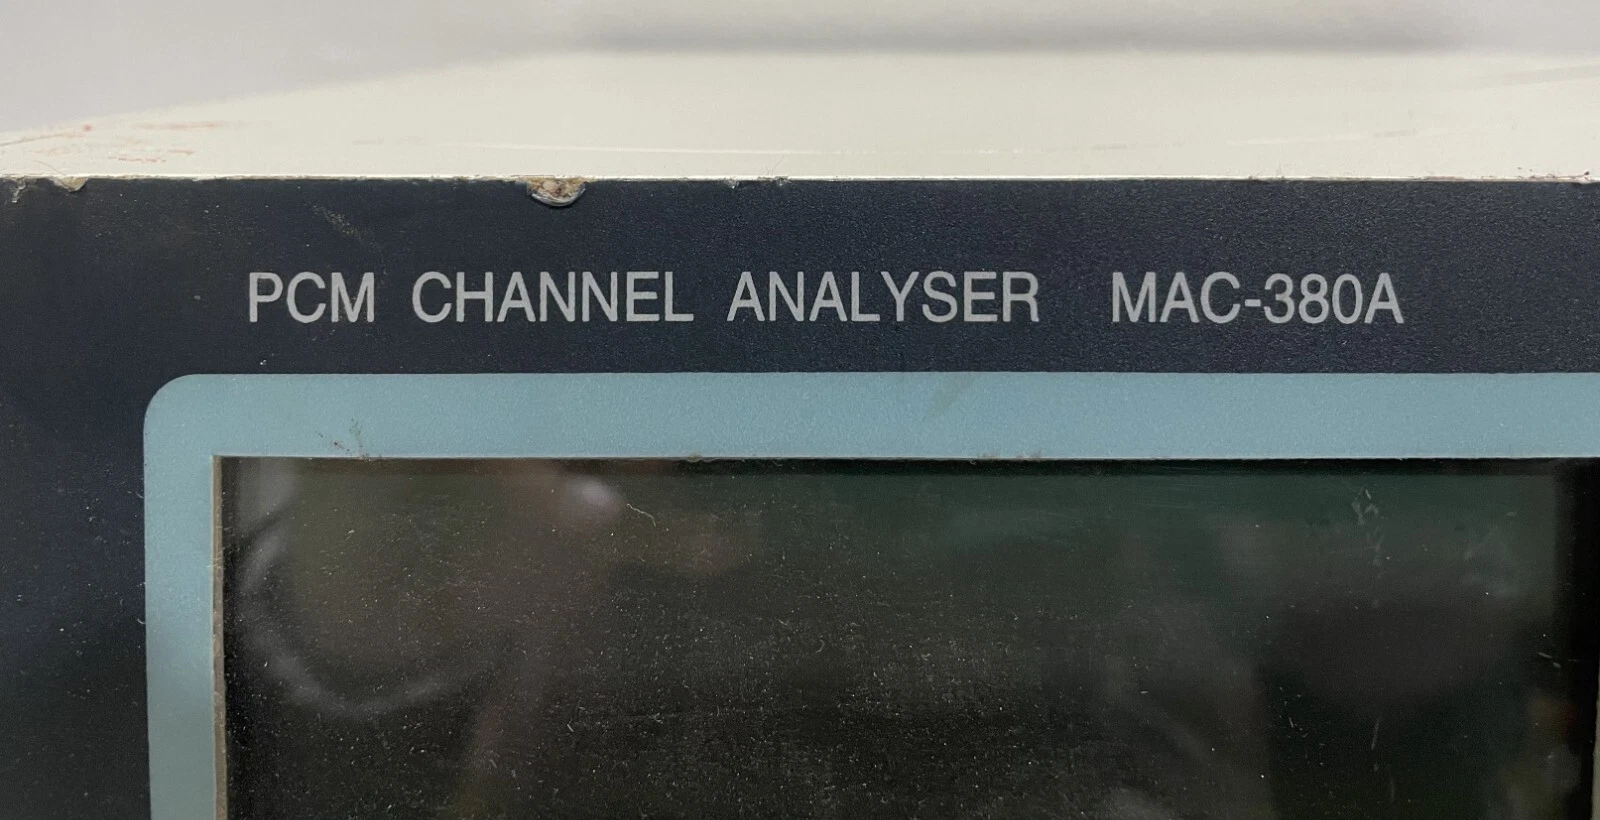 PCM CHANNEL ANALYSER MAC-380A